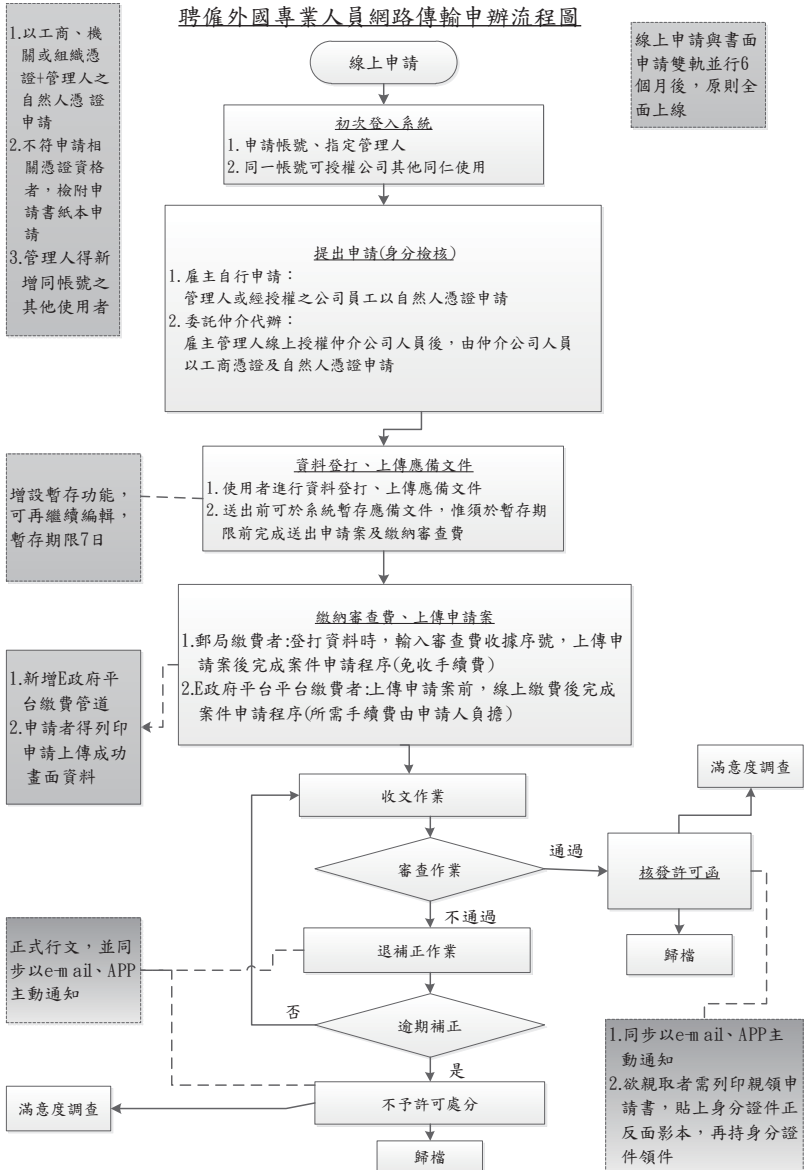 聘僱外國專業人員網路傳輸申辦流程圖
1.以工商、機
關或組織憑
證+管理人之
自然人憑 證
申請
2.不符申請相
關憑證資格
者，檢附申
請書紙本申
請
3.管理人得新
增同帳號之
其他使用者
線上申請
線上申請與書面
申請雙軌並行6
個月後，原則全
面上線
初次登入系統
1. 申請帳號、指定管理人
2. 同一帳號可授權公司其他同仁使用
提出申請(身分檢核)
1. 雇主自行申請：
管理人或經授權之公司員工以自然人憑證申請
2. 委託仲介代辦：
雇主管理人線上授權仲介公司人員後，由仲介公司人員
以工商憑證及自然人憑證申請
增設暫存功能，
可再繼續編輯，
暫存期限7日
資料登打、上傳應備文件
1. 使用者進行資料登打、上傳應備文件
2. 送出前可於系統暫存應備文件，惟須於暫存期
限前完成送出申請案及繳納審查費
繳納審查費、上傳申請案
1.郵局繳費者:登打資料時，輸入審查費收據序號，上傳申
請案後完成案件申請程序(免收手續費)
2.E政府平台平台繳費者:上傳申請案前，線上繳費後完成
案件申請程序(所需手續費由申請人負擔)
1.新增E政府平
台繳費管道
2.申請者得列印
申請上傳成功
畫面資料
收文作業
滿意度調查
審查作業
通過
核發許可函
不通過
歸檔
正式行文，並同
步以e-mail、APP
主動通知
退補正作業
否
逾期補正
是
1.同步以e-mail、APP主
動通知
2.欲親取者需列印親領申
請書，貼上身分證件正
反面影本，再持身分證
件領件
滿意度調查
不予許可處分
歸檔